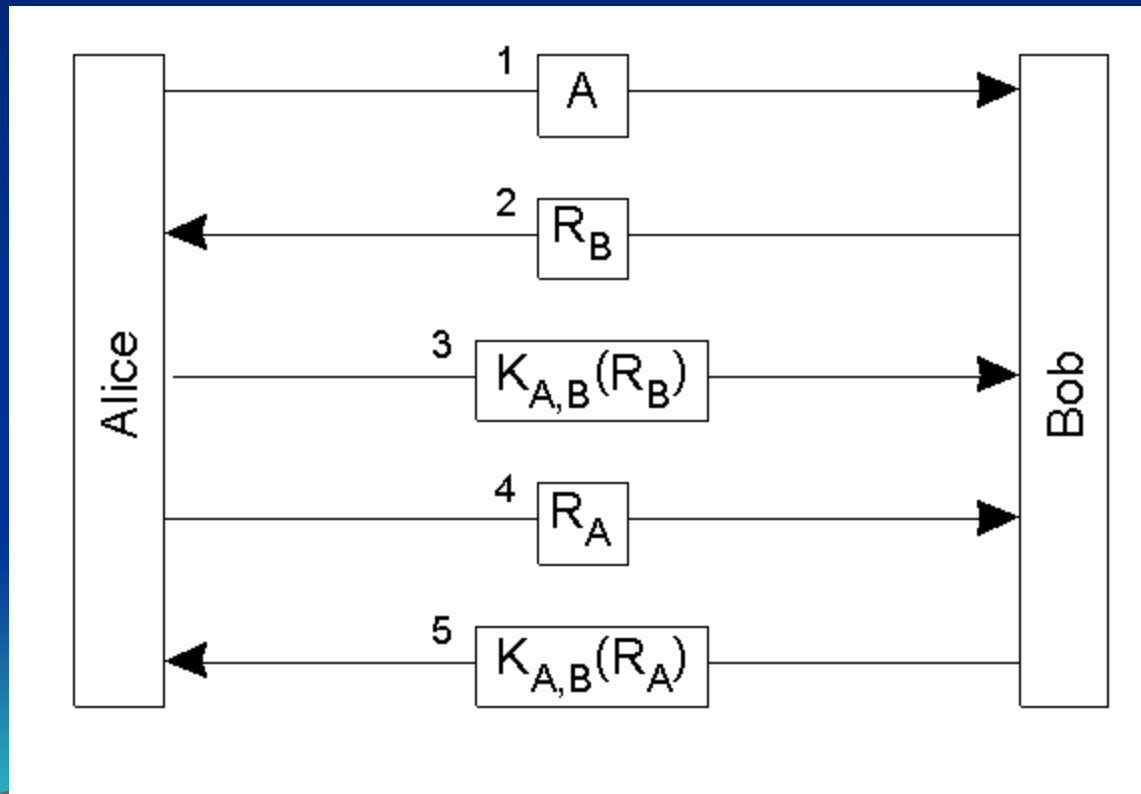 1 A
2 R_B
Alice
3 K_A,B(R_B)
Bob
4 R_A
5 K_A,B(R_A)